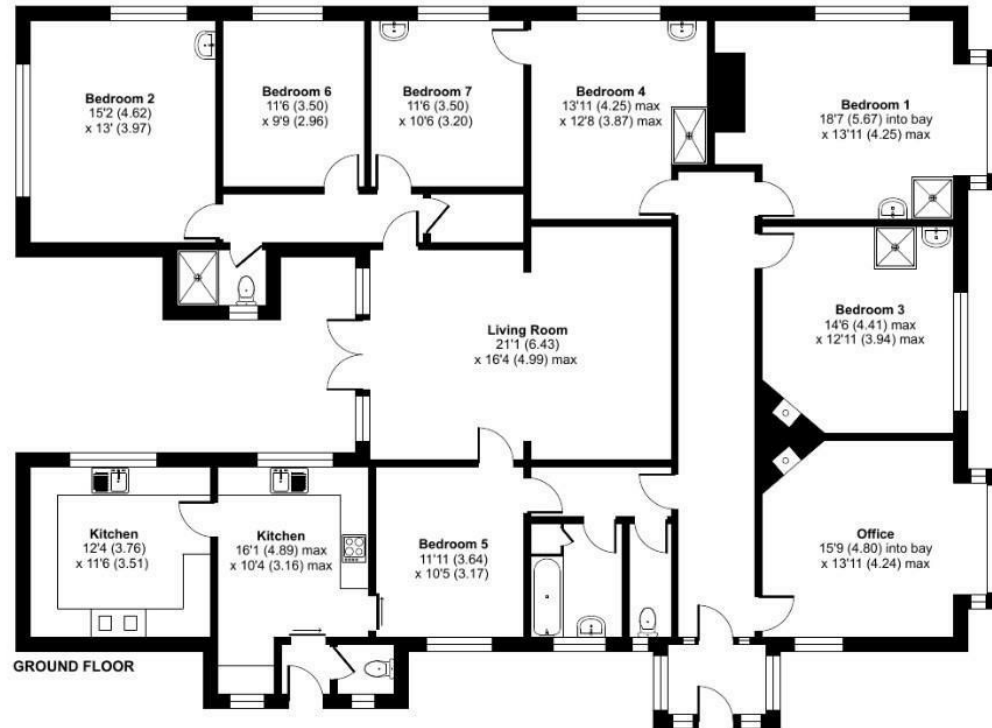 Bedroom 2
15'2 (4.62)
x 13' (3.97)
Bedroom 6
11'6 (3.50)
x 9'9 (2.96)
Bedroom 7
11'6 (3.50)
x 10'6 (3.20)
Bedroom 4
13'11 (4.25) max
x 12'8 (3.87) max
Bedroom 1
18'7 (5.67) into bay
x 13'11 (4.25) max
Living Room
21'1 (6.43)
x 16'4 (4.99) max
Bedroom 3
14'6 (4.41) max
x 12'11 (3.94) max
Kitchen
12'4 (3.76)
x 11'6 (3.51)
Kitchen
16'1 (4.89) max
x 10'4 (3.16) max
Bedroom 5
11'11 (3.64)
x 10'5 (3.17)
Office
15'9 (4.80) into bay
x 13'11 (4.24) max
GROUND FLOOR